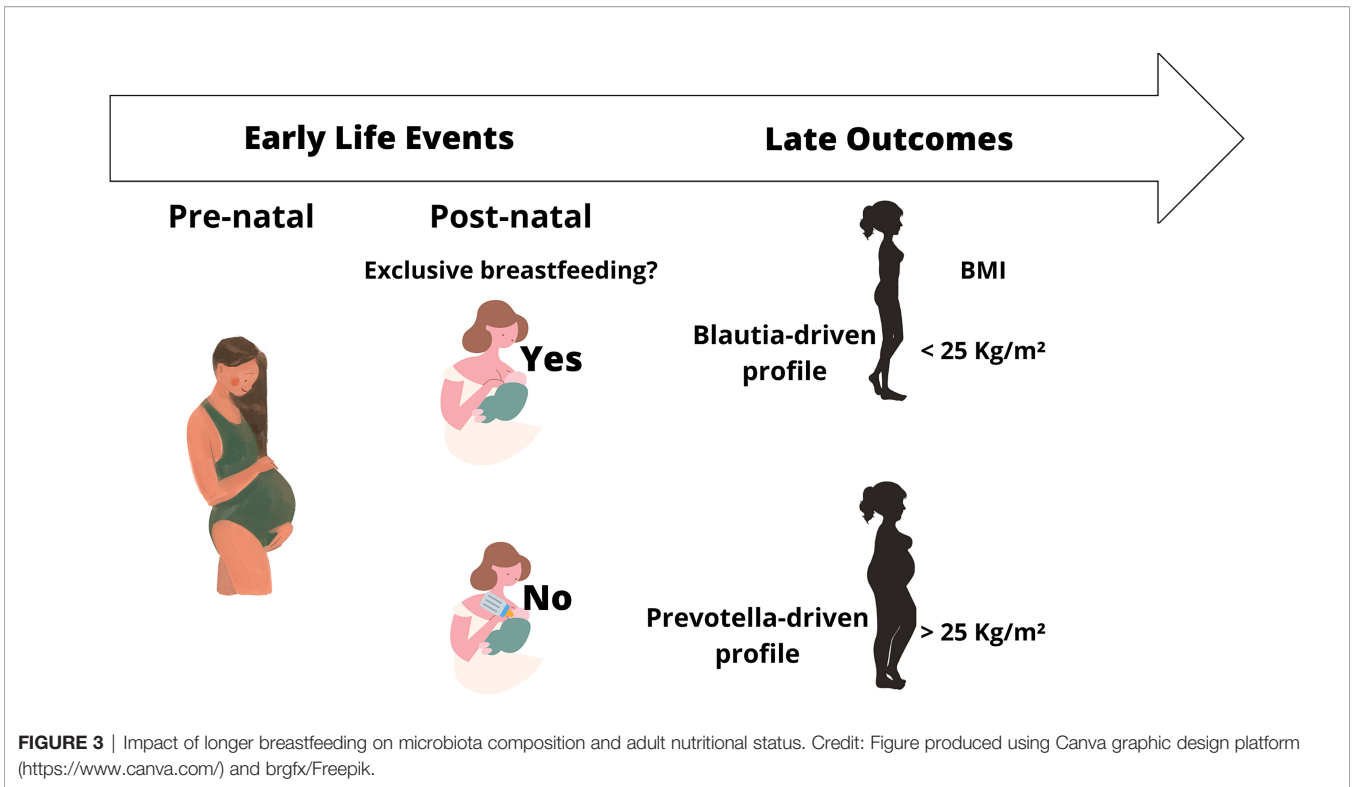 Early Life Events
Late Outcomes
Pre-natal
Post-natal
Exclusive breastfeeding?
BMI
Yes
Blautia-driven
profile
< 25 Kg/m²
No
Prevotella-driven
profile
> 25 Kg/m²
FIGURE 3 | Impact of longer breastfeeding on microbiota composition and adult nutritional status. Credit: Figure produced using Canva graphic design platform
(https://www.canva.com/) and brgfx/Freepik.